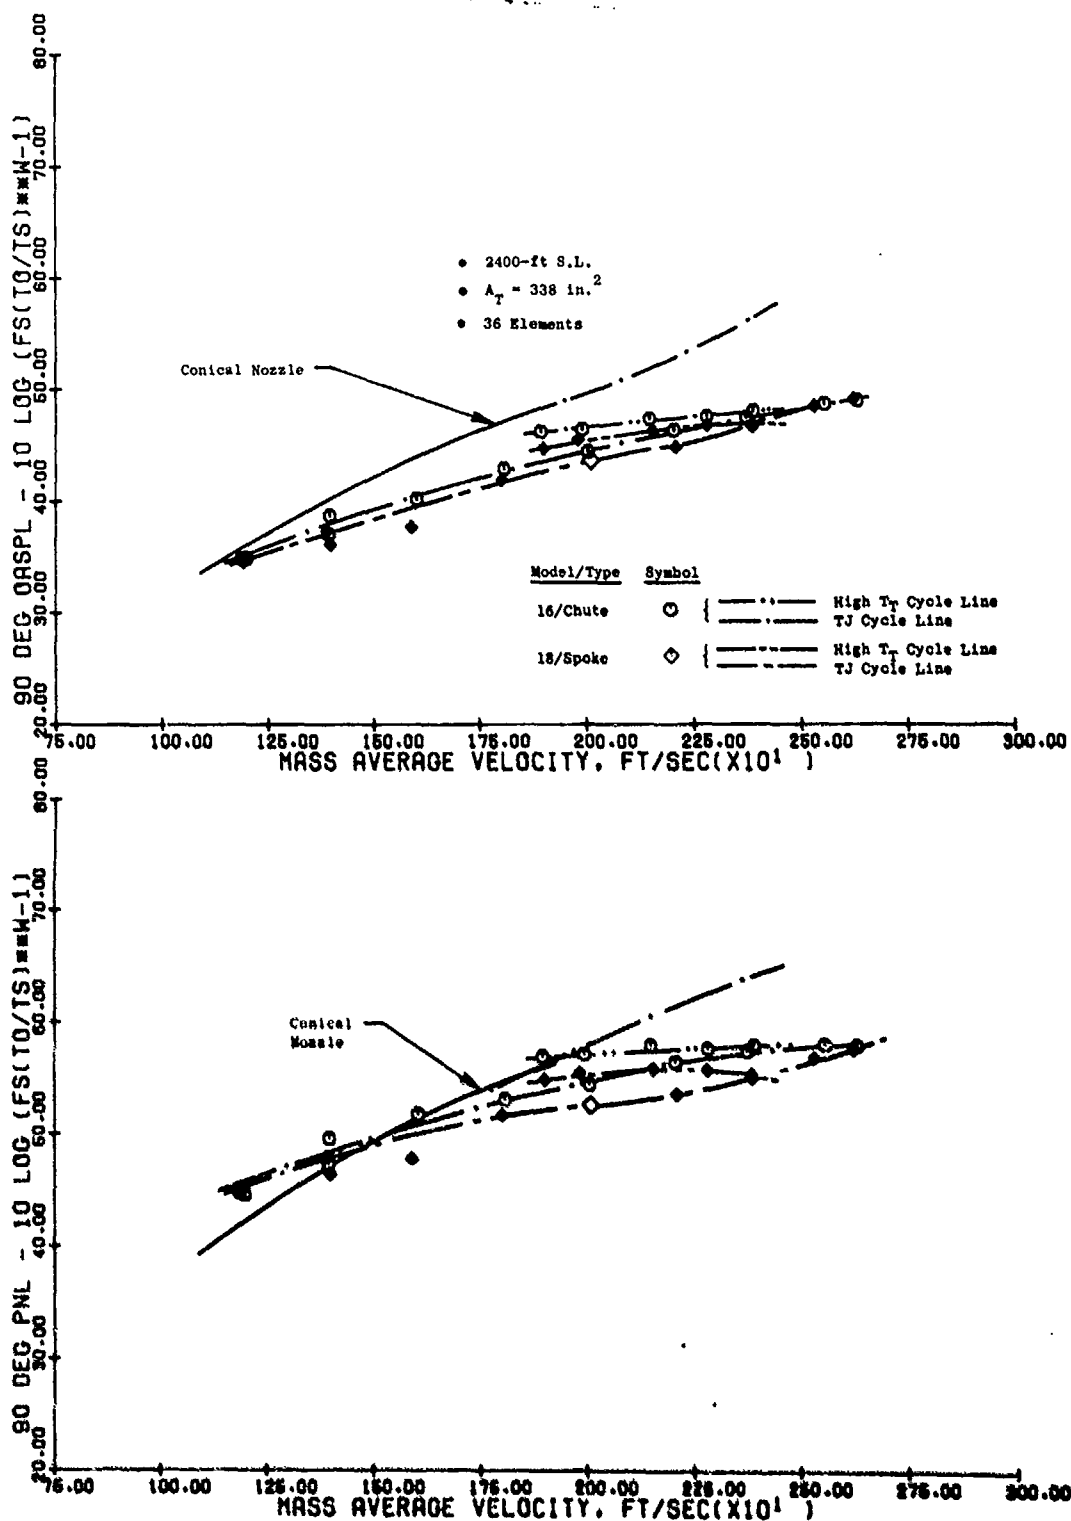 90 DEG OASPL - 10 LOG (FS(TO/TS)**W-1)
80.00
70.00
60.00
50.00
40.00
30.00
20.00
• 2400-ft S.L.
• A_T = 338 in.²
• 36 Elements
Conical Nozzle
Model/Type Symbol
16/Chute High T_T Cycle Line
TJ Cycle Line
18/Spoke High T_T Cycle Line
TJ Cycle Line
75.00 100.00 125.00 150.00 175.00 200.00 225.00 250.00 275.00 300.00
MASS AVERAGE VELOCITY, FT/SEC(X10¹ )
90 DEG PNL - 10 LOG (FS(TO/TS)**W-1)
80.00
70.00
60.00
50.00
40.00
30.00
20.00
Conical
Nozzle
75.00 100.00 125.00 150.00 175.00 200.00 225.00 250.00 275.00 300.00
MASS AVERAGE VELOCITY, FT/SEC(X10¹ )